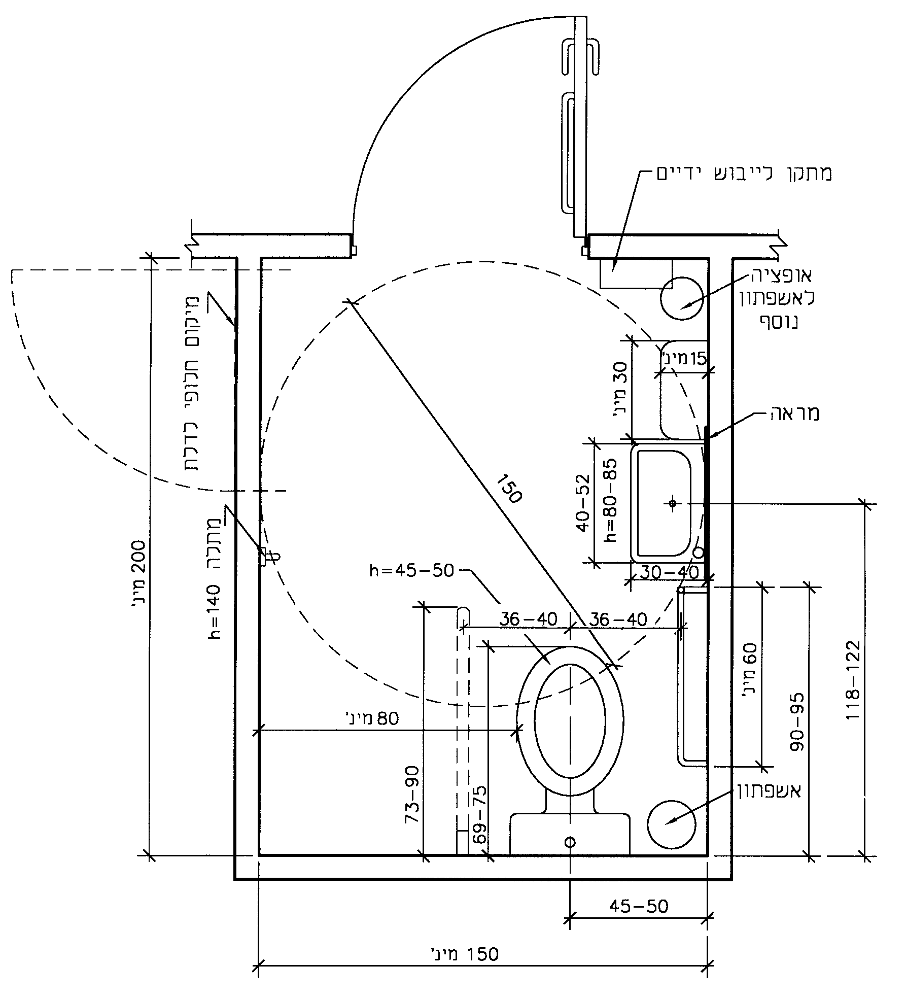 מתקן לייבוש ידיים
אופציה
לאשפתון
נוסף
15 מינ'
30 מינ'
מראה
מיקום חלופי לדלת
150
40-52
h=80-85
מתלה h=140
200 מינ'
h=45-50
30-40
36-40
36-40
60 מינ'
90-95
118-122
80 מינ'
73-90
69-75
אשפתון
45-50
150 מינ'